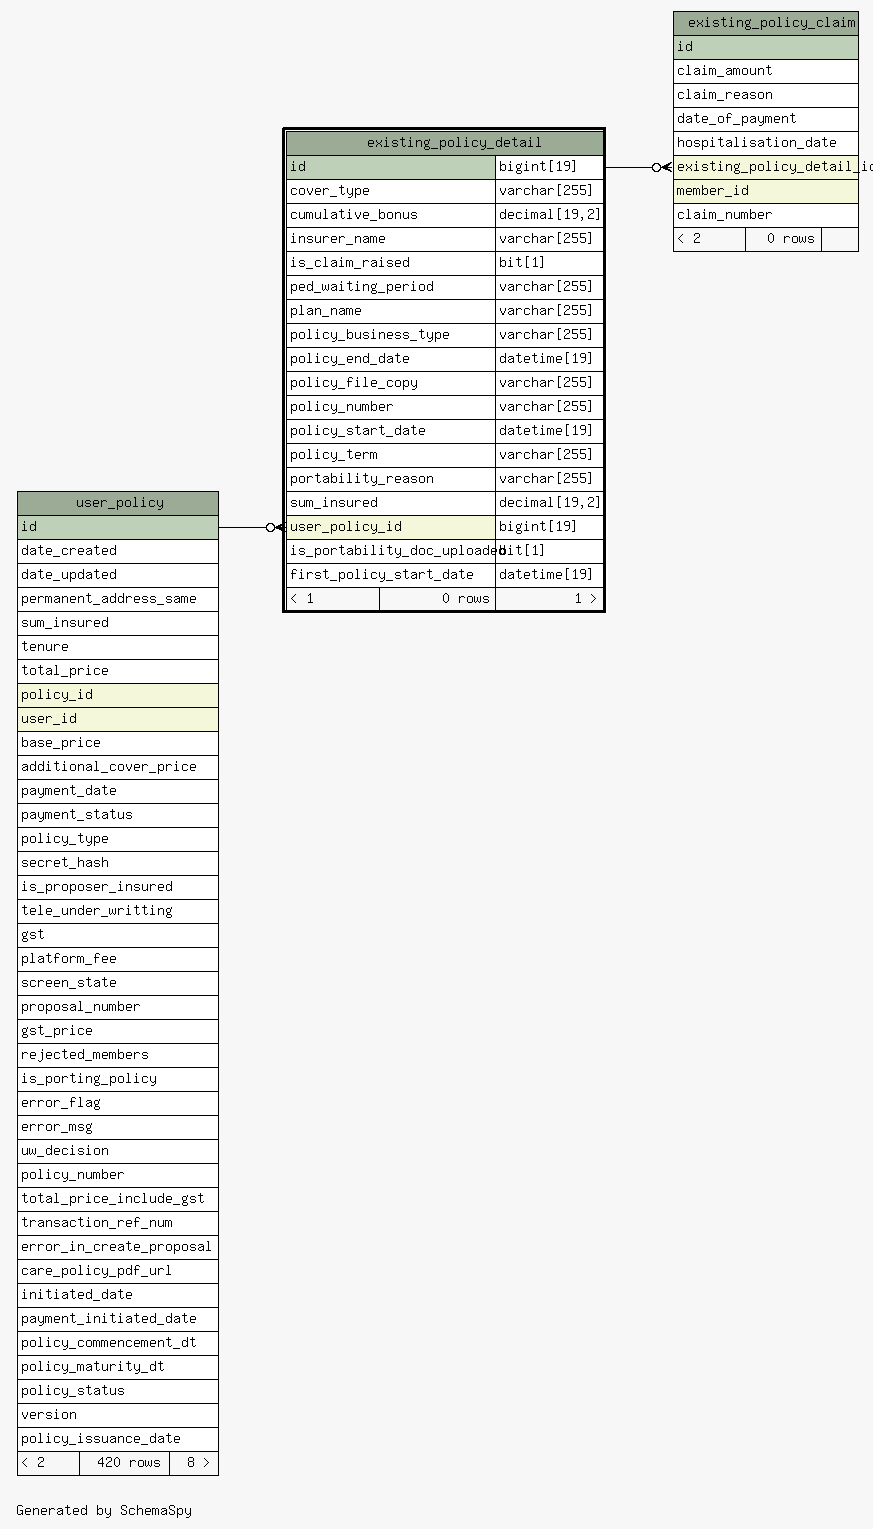 existing_policy_claim
id
claim_amount
claim_reason
date_of_payment
hospitalisation_date
existing_policy_detail_id
member_id
claim_number
< 2 0 rows
existing_policy_detail
id bigint[19]
cover_type varchar[255]
cumulative_bonus decimal[19,2]
insurer_name varchar[255]
is_claim_raised bit[1]
ped_waiting_period varchar[255]
plan_name varchar[255]
policy_business_type varchar[255]
policy_end_date datetime[19]
policy_file_copy varchar[255]
policy_number varchar[255]
policy_start_date datetime[19]
policy_term varchar[255]
portability_reason varchar[255]
sum_insured decimal[19,2]
user_policy_id bigint[19]
is_portability_doc_uploaded bit[1]
first_policy_start_date datetime[19]
< 1 0 rows 1 >
user_policy
id
date_created
date_updated
permanent_address_same
sum_insured
tenure
total_price
policy_id
user_id
base_price
additional_cover_price
payment_date
payment_status
policy_type
secret_hash
is_proposer_insured
tele_under_writting
gst
platform_fee
screen_state
proposal_number
gst_price
rejected_members
is_porting_policy
error_flag
error_msg
uw_decision
policy_number
total_price_include_gst
transaction_ref_num
error_in_create_proposal
care_policy_pdf_url
initiated_date
payment_initiated_date
policy_commencement_dt
policy_maturity_dt
policy_status
version
policy_issuance_date
< 2 420 rows 8 >
Generated by SchemaSpy